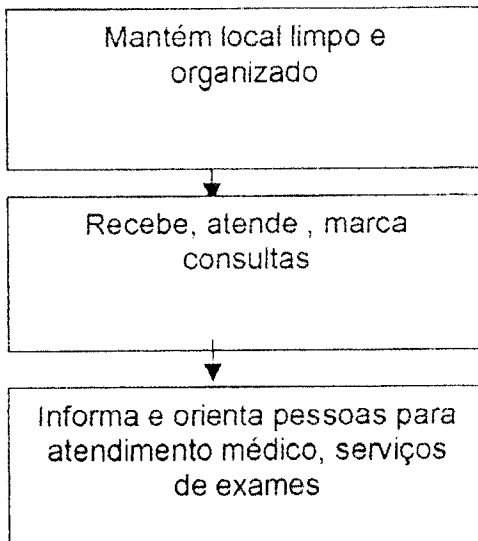 Mantém local limpo e
organizado
Recebe, atende , marca
consultas
Informa e orienta pessoas para
atendimento médico, serviços
de exames